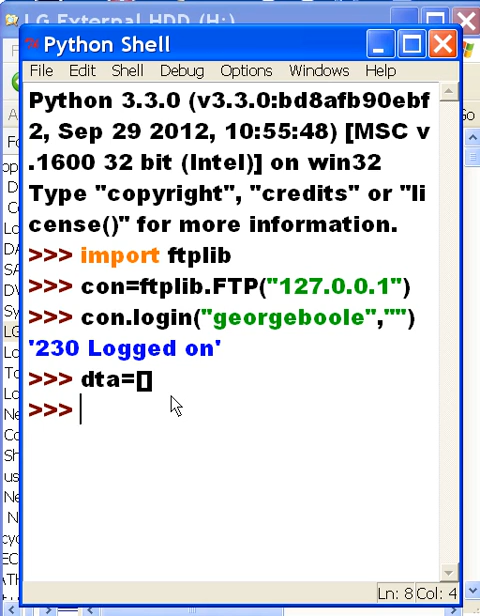 LG External HDD (H:)
Python Shell
File Edit Shell Debug Options Windows Help
Python 3.3.0 (v3.3.0:bd8afb90ebf
2, Sep 29 2012, 10:55:48) [MSC v
.1600 32 bit (Intel)] on win32
Type "copyright", "credits" or "li
cense()" for more information.
>>> import ftplib
>>> con=ftplib.FTP("127.0.0.1")
>>> con.login("georgeboole","")
'230 Logged on'
>>> dta=[]
>>>
Ln: 8 Col: 4